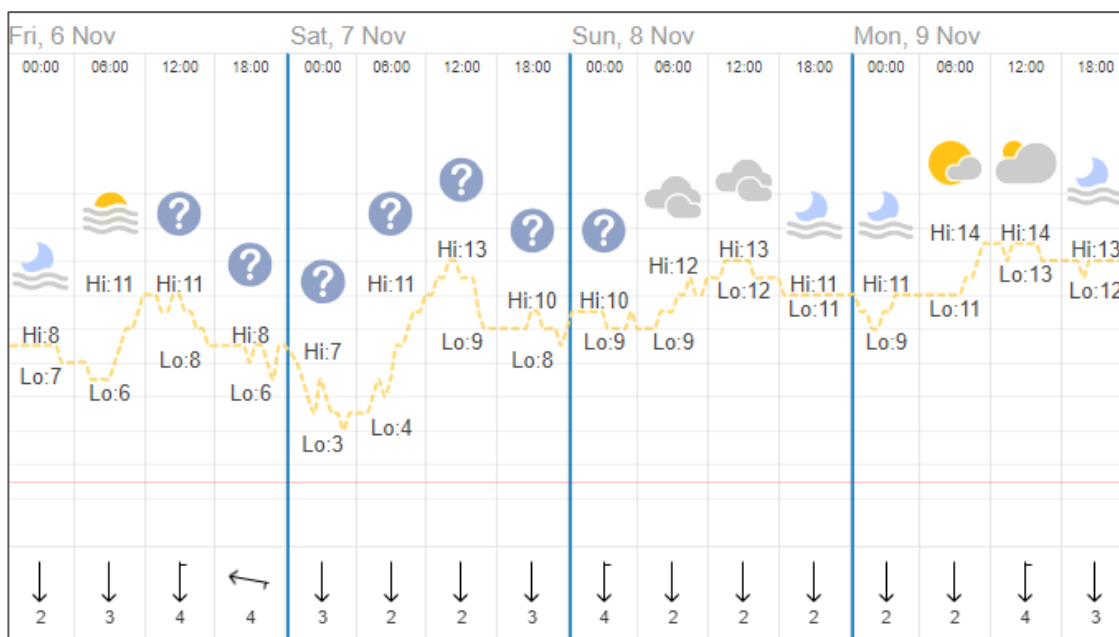 Fri, 6 Nov Sat, 7 Nov Sun, 8 Nov Mon, 9 Nov
00:00 06:00 12:00 18:00 00:00 06:00 12:00 18:00 00:00 06:00 12:00 18:00 00:00 06:00 12:00 18:00
? ? ? ? ? ? ?
Hi:8 Hi:11 Hi:11 Hi:8 Hi:7 Hi:11 Hi:13 Hi:10 Hi:10 Hi:12 Hi:13 Hi:11 Hi:11 Hi:14 Hi:14 Hi:13
Lo:7 Lo:6 Lo:8 Lo:6 Lo:3 Lo:4 Lo:9 Lo:8 Lo:9 Lo:9 Lo:12 Lo:11 Lo:9 Lo:11 Lo:13 Lo:12
2 3 4 4 3 2 2 3 4 2 2 2 2 2 4 3